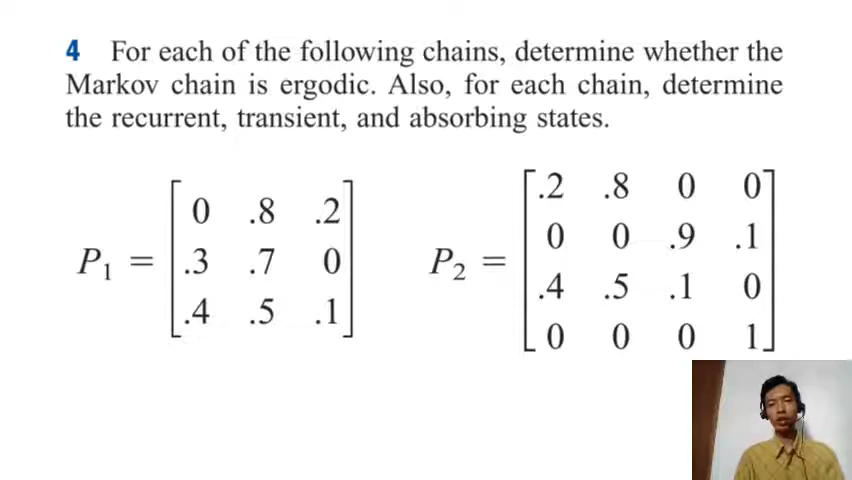 4 For each of the following chains, determine whether the
Markov chain is ergodic. Also, for each chain, determine
the recurrent, transient, and absorbing states.
P₁ = [0 .8 .2
.3 .7 0
.4 .5 .1]
P₂ = [.2 .8 0 0
0 0 .9 .1
.4 .5 .1 0
0 0 0 1]